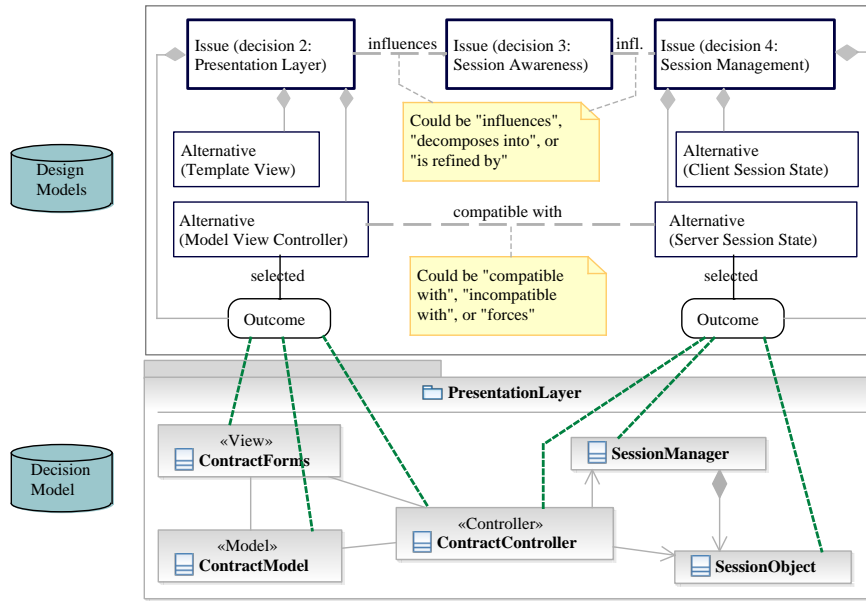 Issue (decision 2:
Presentation Layer)
influences
Issue (decision 3:
Session Awareness)
infl.
Issue (decision 4:
Session Management)
Could be "influences",
"decomposes into", or
"is refined by"
Alternative
(Template View)
Alternative
(Client Session State)
Design
Models
Alternative
(Model View Controller)
compatible with
Alternative
(Server Session State)
selected
selected
Could be "compatible
with", "incompatible
with", or "forces"
Outcome
Outcome
PresentationLayer
«View»
ContractForms
SessionManager
Decision
Model
«Controller»
ContractController
«Model»
ContractModel
SessionObject